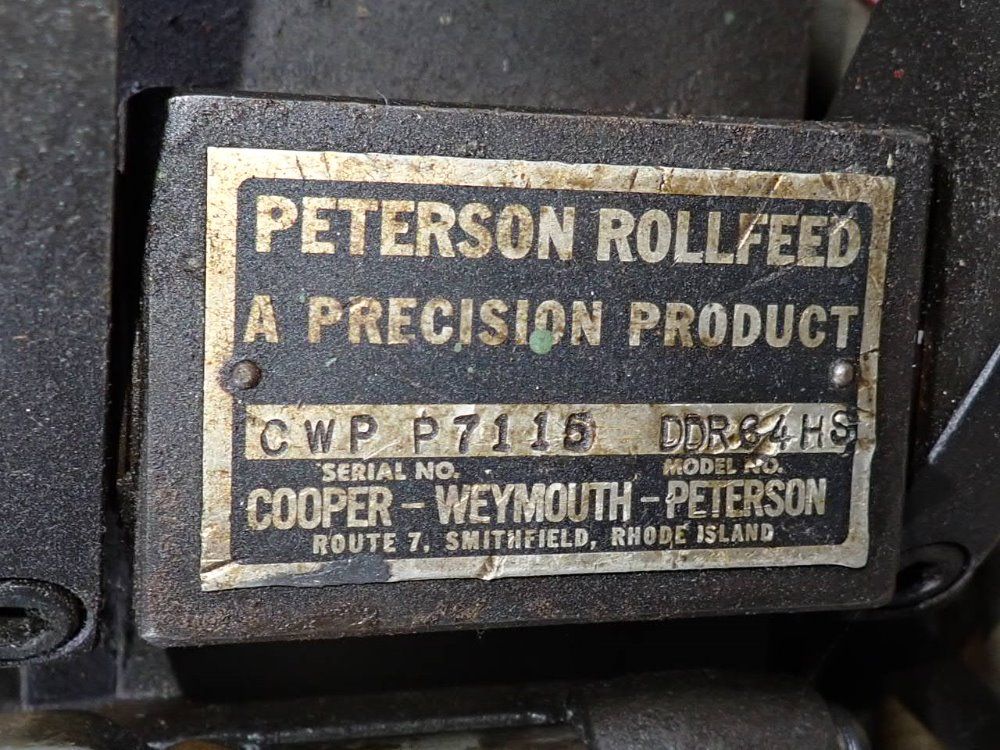 PETERSON ROLLFEED
A PRECISION PRODUCT
CWP P7115 DDR64HS
SERIAL NO. MODEL NO.
COOPER - WEYMOUTH - PETERSON
ROUTE 7, SMITHFIELD, RHODE ISLAND